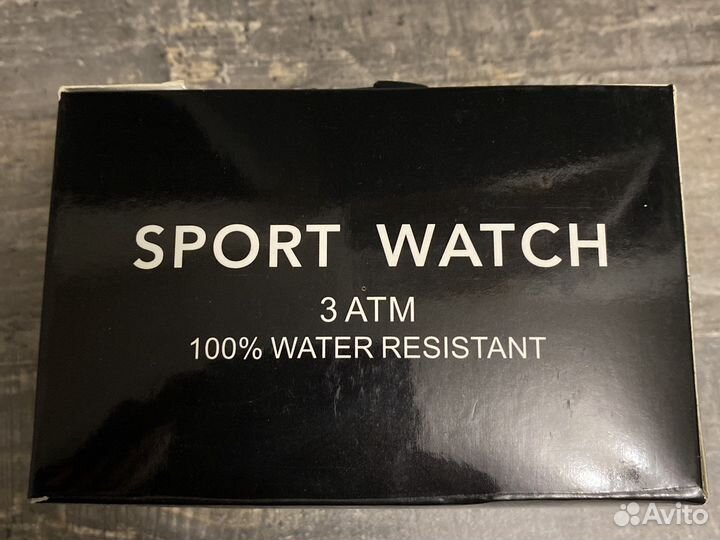 SPORT WATCH
3 ATM
100% WATER RESISTANT
Avito